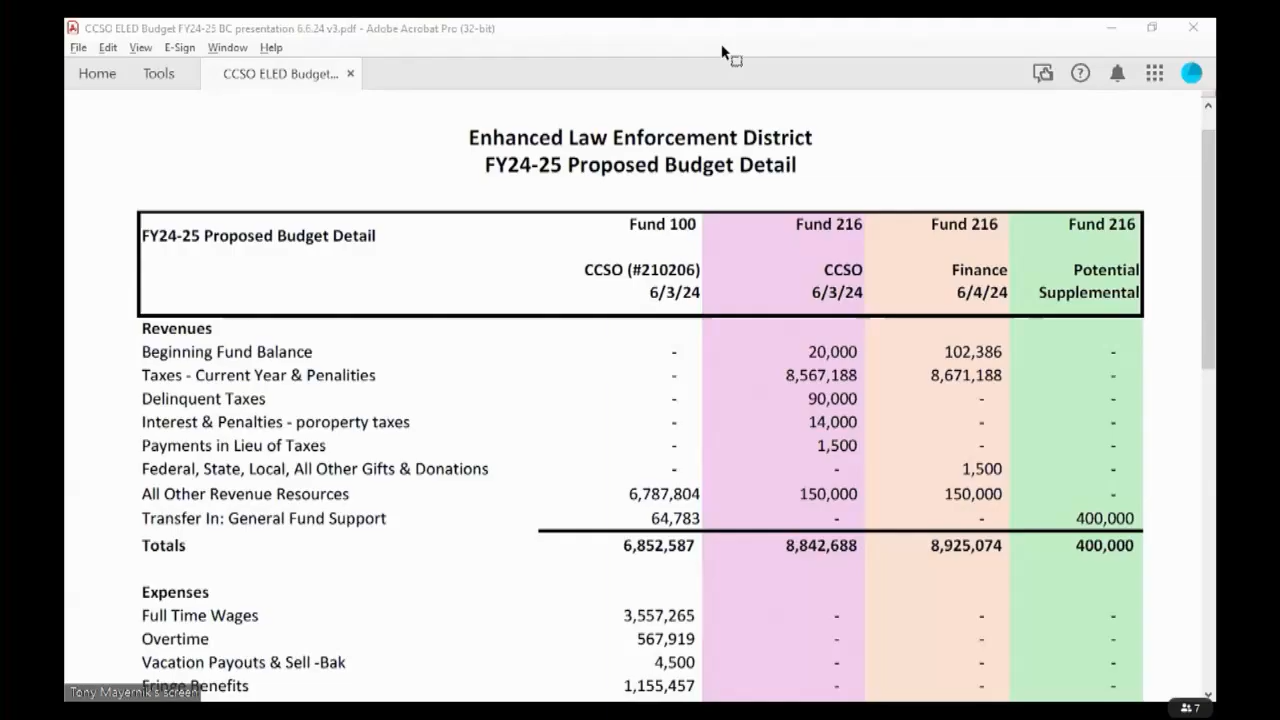 CCSO ELED Budget FY24-25 BC presentation 6.6.24 v3.pdf - Adobe Acrobat Pro (32-bit)
File Edit View E-Sign Window Help
Home Tools CCSO ELED Budget... ×
Enhanced Law Enforcement District
FY24-25 Proposed Budget Detail
Fund 100 Fund 216 Fund 216 Fund 216
FY24-25 Proposed Budget Detail
CCSO (#210206) CCSO Finance Potential
6/3/24 6/3/24 6/4/24 Supplemental
Revenues
Beginning Fund Balance - 20,000 102,386 -
Taxes - Current Year & Penalities - 8,567,188 8,671,188 -
Delinquent Taxes - 90,000 - -
Interest & Penalties - poroperty taxes - 14,000 - -
Payments in Lieu of Taxes - 1,500 - -
Federal, State, Local, All Other Gifts & Donations - - 1,500 -
All Other Revenue Resources 6,787,804 150,000 150,000 -
Transfer In: General Fund Support 64,783 - - 400,000
Totals 6,852,587 8,842,688 8,925,074 400,000
Expenses
Full Time Wages 3,557,265 - - -
Overtime 567,919 - - -
Vacation Payouts & Sell -Bak 4,500 - - -
Fringe Benefits 1,155,457 - - -
Tony Mayernik's screen
7